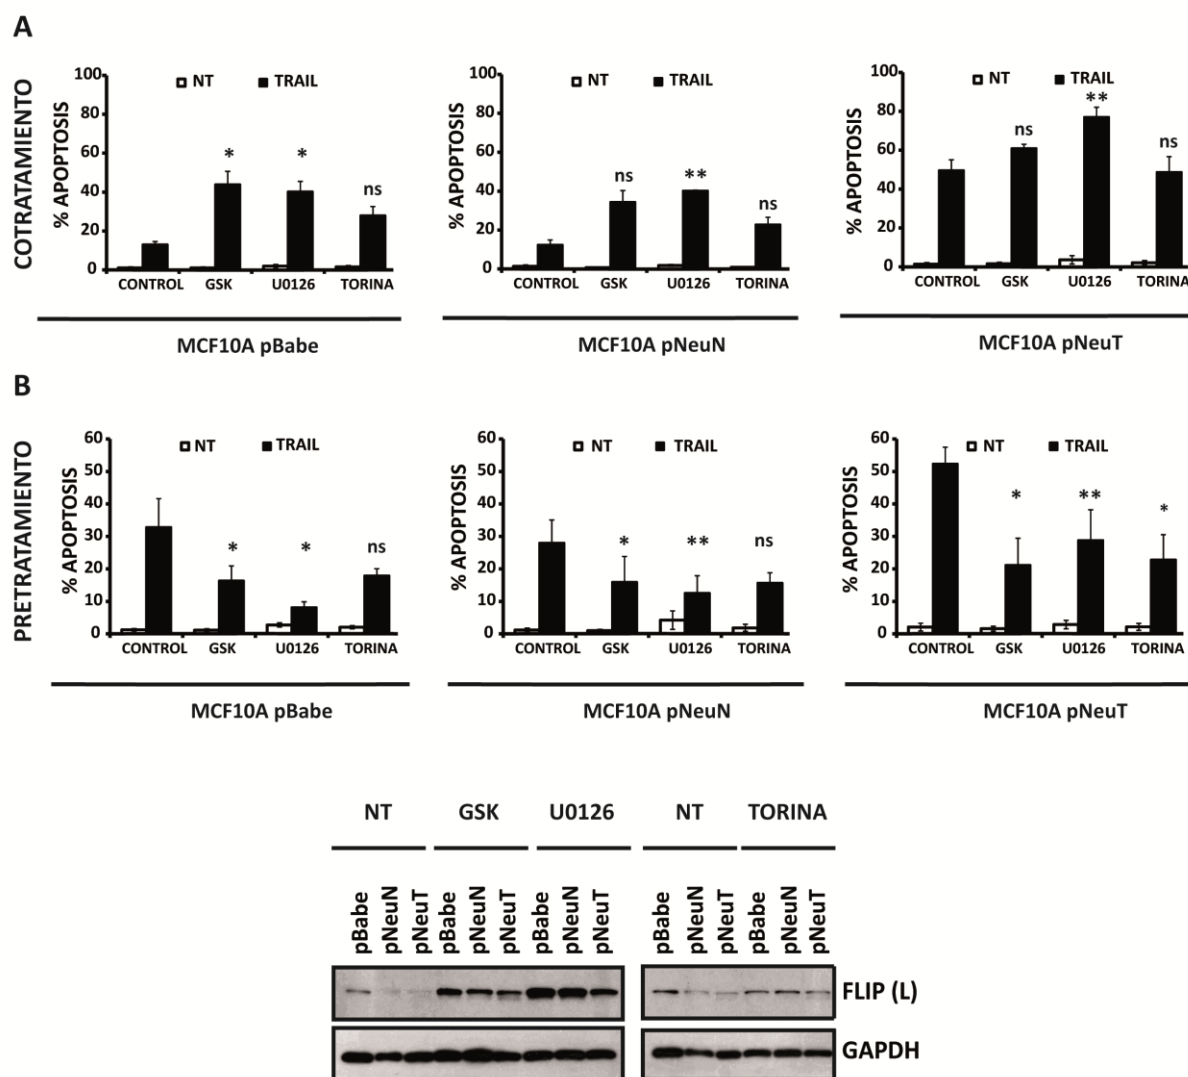 A
COTRATAMIENTO
% APOPTOSIS
100
80
60
40
20
0
NT TRAIL
* * ns
CONTROL GSK U0126 TORINA
MCF10A pBabe
% APOPTOSIS
100
80
60
40
20
0
NT TRAIL
ns ** ns
CONTROL GSK U0126 TORINA
MCF10A pNeuN
% APOPTOSIS
100
80
60
40
20
0
NT TRAIL
ns ** ns
CONTROL GSK U0126 TORINA
MCF10A pNeuT
B
PRETRATAMIENTO
% APOPTOSIS
60
50
40
30
20
10
0
NT TRAIL
* * ns
CONTROL GSK U0126 TORINA
MCF10A pBabe
% APOPTOSIS
60
50
40
30
20
10
0
NT TRAIL
* ** ns
CONTROL GSK U0126 TORINA
MCF10A pNeuN
% APOPTOSIS
60
50
40
30
20
10
0
NT TRAIL
* ** *
CONTROL GSK U0126 TORINA
MCF10A pNeuT
NT GSK U0126 NT TORINA
pBabe pNeuN pNeuT pBabe pNeuN pNeuT pBabe pNeuN pNeuT pBabe pNeuN pNeuT pBabe pNeuN pNeuT
FLIP (L)
GAPDH